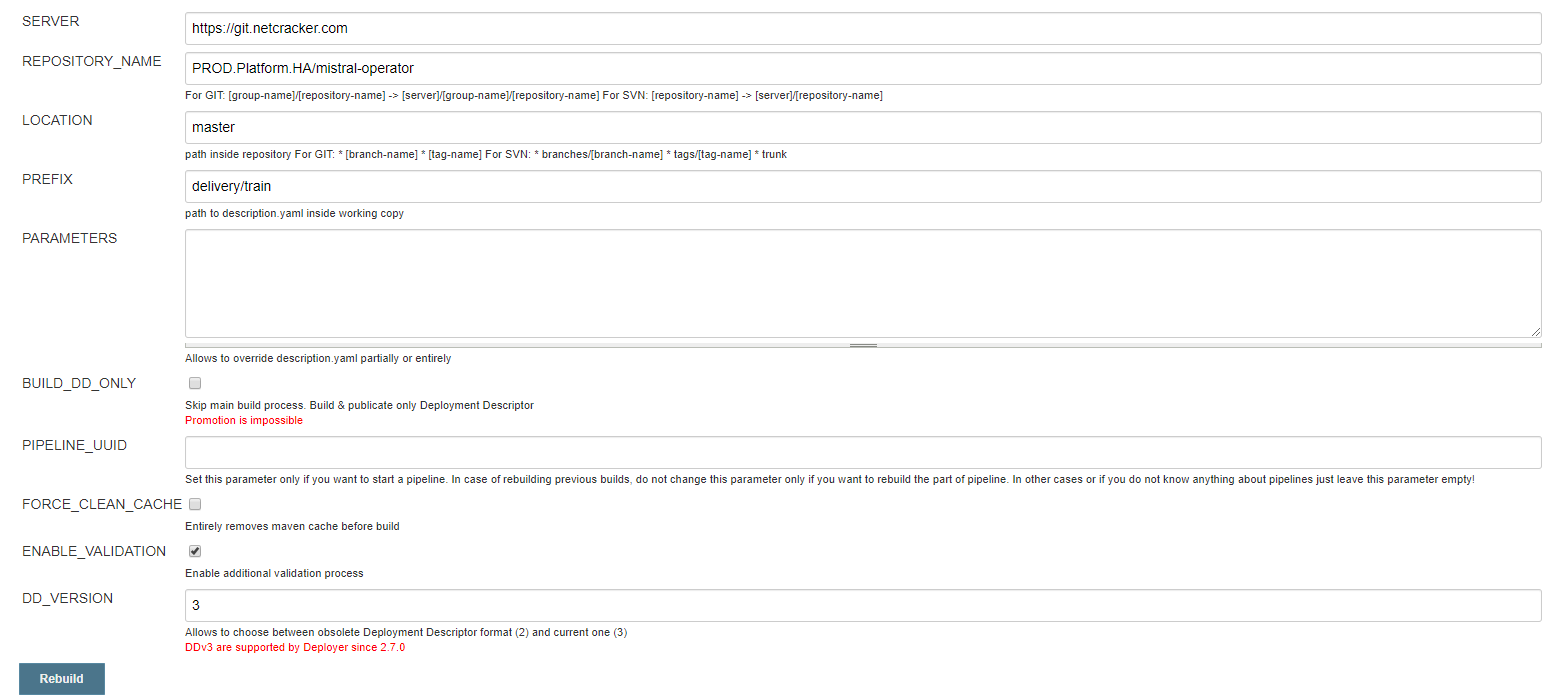 SERVER
https://git.netcracker.com
REPOSITORY_NAME
PROD.Platform.HA/mistral-operator
For GIT: [group-name]/[repository-name] -> [server]/[group-name]/[repository-name] For SVN: [repository-name] -> [server]/[repository-name]
LOCATION
master
path inside repository For GIT: * [branch-name] * [tag-name] For SVN: * branches/[branch-name] * tags/[tag-name] * trunk
PREFIX
delivery/train
path to description.yaml inside working copy
PARAMETERS
Allows to override description.yaml partially or entirely
BUILD_DD_ONLY
Skip main build process. Build & publicate only Deployment Descriptor
Promotion is impossible
PIPELINE_UUID
Set this parameter only if you want to start a pipeline. In case of rebuilding previous builds, do not change this parameter only if you want to rebuild the part of pipeline. In other cases or if you do not know anything about pipelines just leave this parameter empty!
FORCE_CLEAN_CACHE
Entirely removes maven cache before build
ENABLE_VALIDATION
Enable additional validation process
DD_VERSION
3
Allows to choose between obsolete Deployment Descriptor format (2) and current one (3)
DDv3 are supported by Deployer since 2.7.0
Rebuild